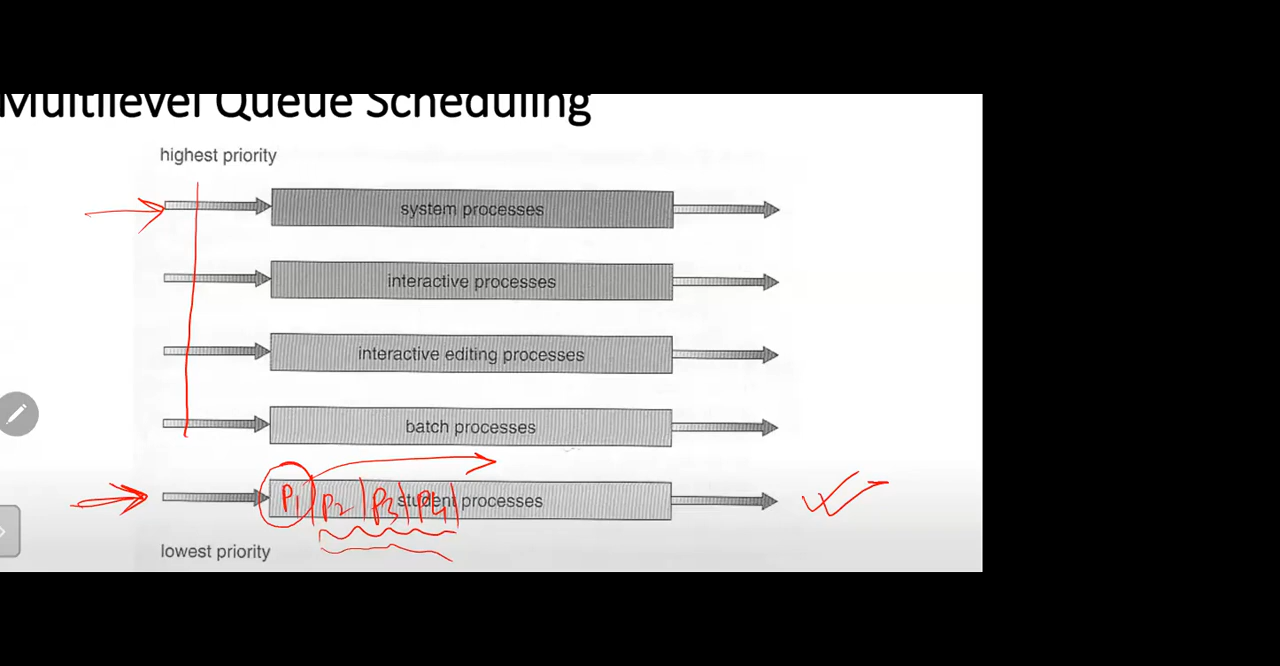 Multilevel Queue Scheduling
highest priority
system processes
interactive processes
interactive editing processes
batch processes
P1 | P2 | P3 | P4 |
student processes
lowest priority